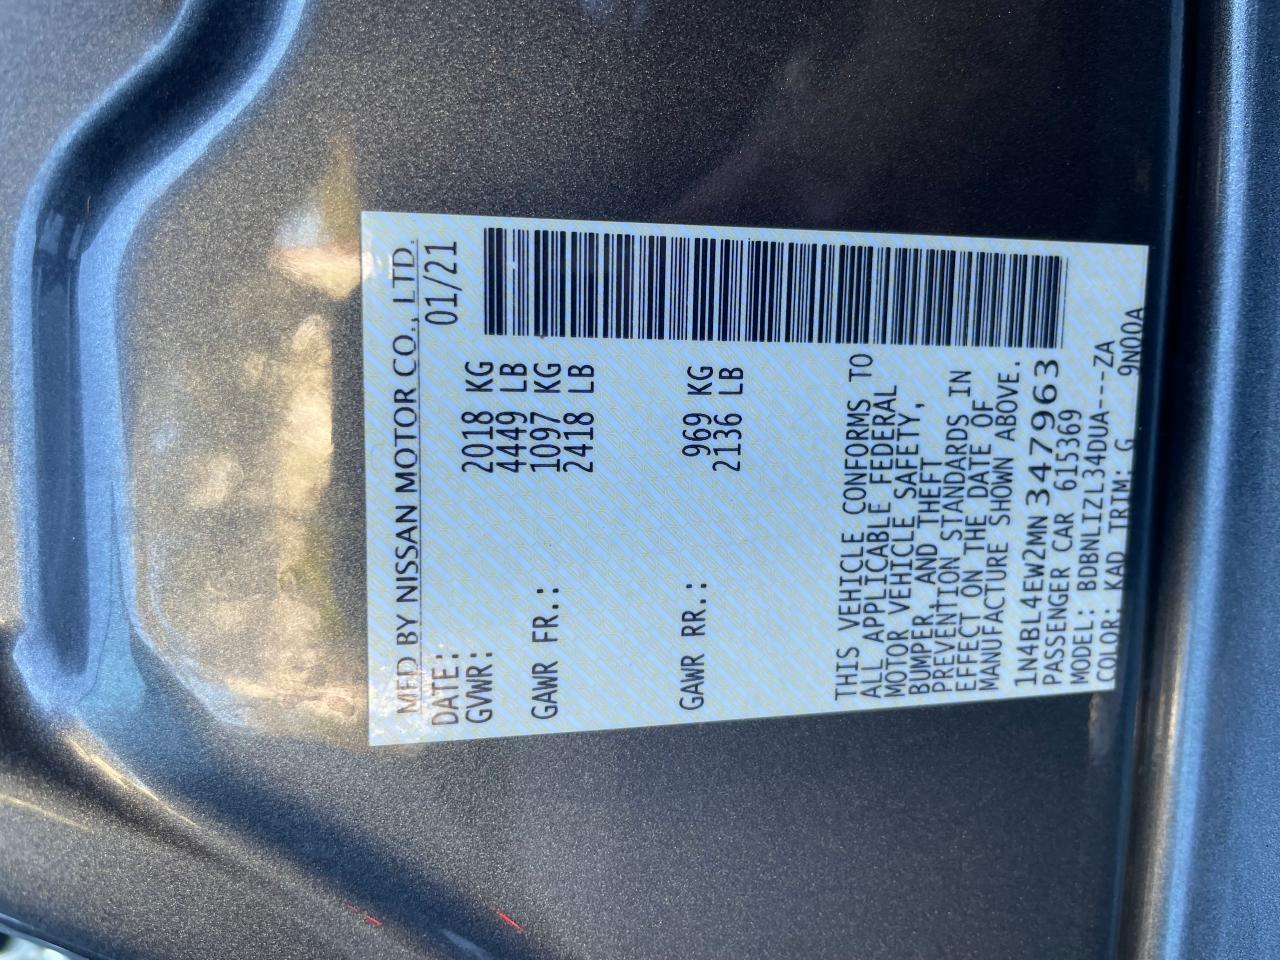 MFD BY NISSAN MOTOR CO., LTD.
DATE: 01/21
GVWR: 2018 KG
4449 LB
GAWR FR.: 1097 KG
2418 LB
GAWR RR.: 969 KG
2136 LB
THIS VEHICLE CONFORMS TO
ALL APPLICABLE FEDERAL
MOTOR VEHICLE SAFETY,
BUMPER AND THEFT
PREVENTION STANDARDS IN
EFFECT ON THE DATE OF
MANUFACTURE SHOWN ABOVE.
1N4BL4EW2MN347963
PASSENGER CAR 615369
MODEL: BDBNLIZL34DUA---ZA
COLOR: KAD TRIM: G 9N00A